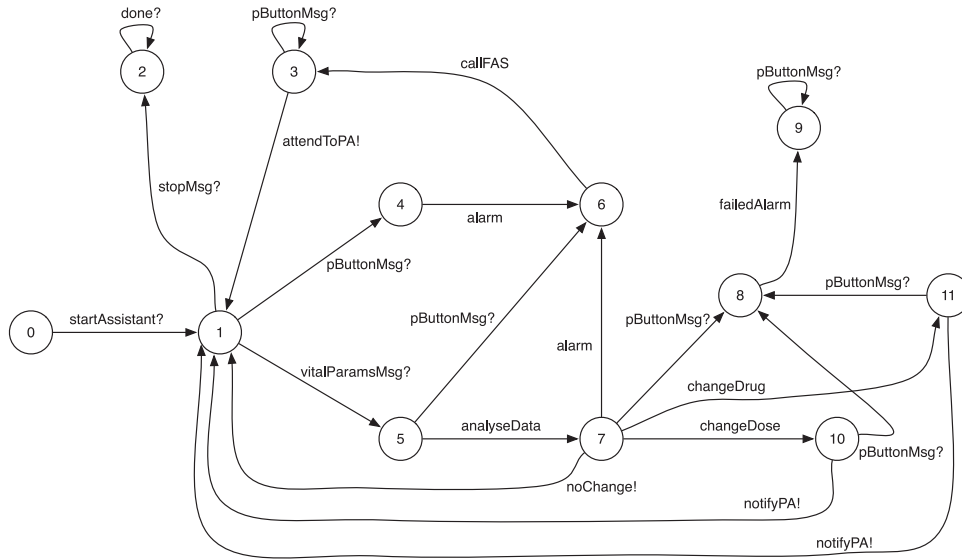 done?
pButtonMsg?
2
3
callFAS
pButtonMsg?
9
attendToPA!
stopMsg?
4
alarm
6
failedAlarm
pButtonMsg?
8
pButtonMsg?
11
0
startAssistant?
1
pButtonMsg?
pButtonMsg?
alarm
vitalParamsMsg?
changeDrug
5
analyseData
7
changeDose
10
pButtonMsg?
noChange!
notifyPA!
notifyPA!